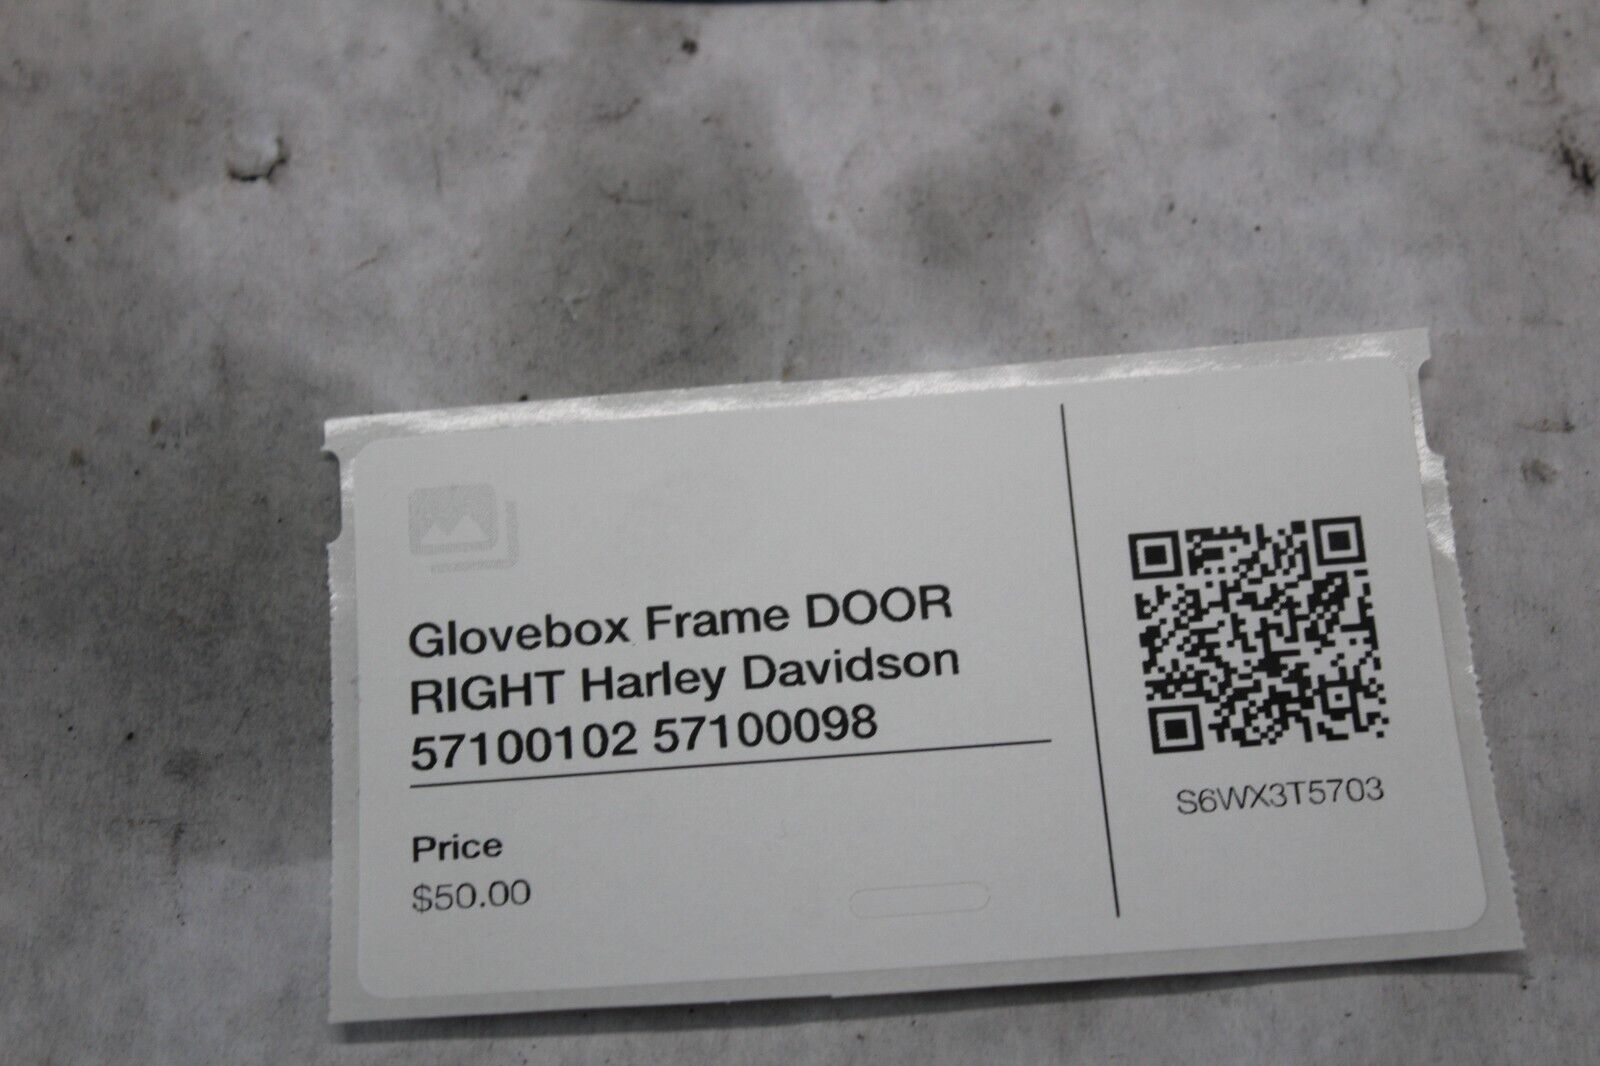 Glovebox Frame DOOR
RIGHT Harley Davidson
57100102 57100098
Price
$50.00
S6WX3T5703